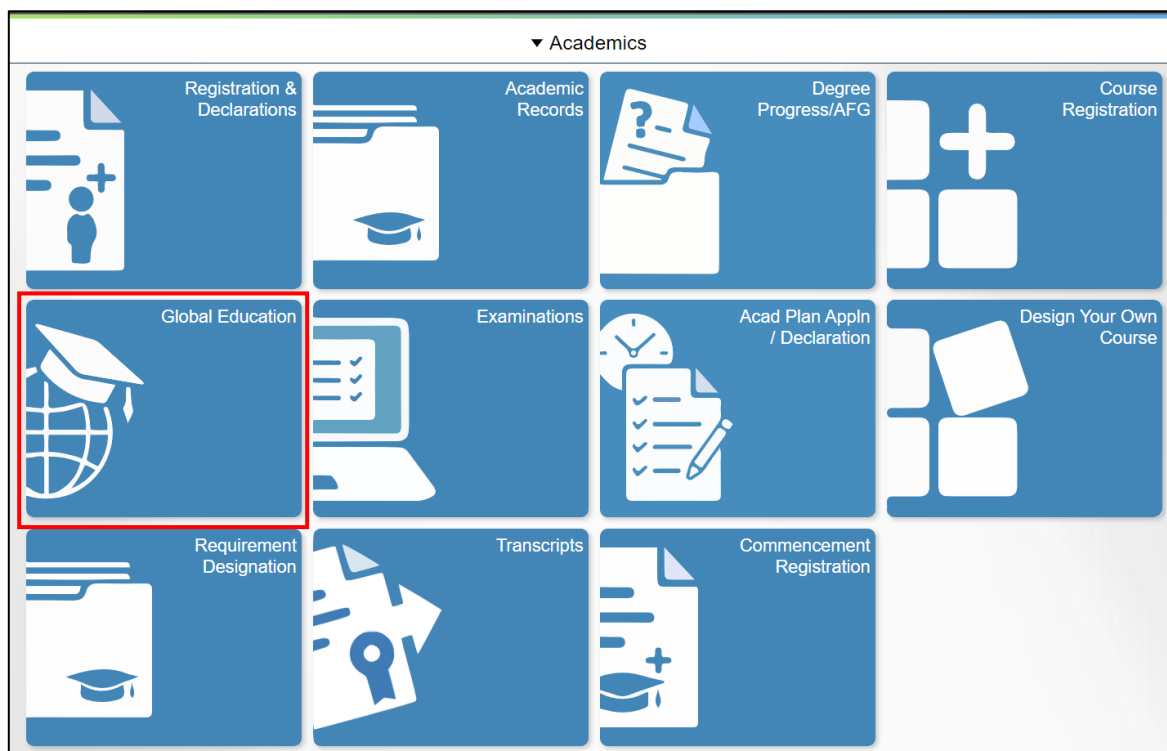 ▼ Academics
Registration &
Declarations
Academic
Records
Degree
Progress/AFG
Course
Registration
Global Education
Examinations
Acad Plan Appln
/ Declaration
Design Your Own
Course
Requirement
Designation
Transcripts
Commencement
Registration